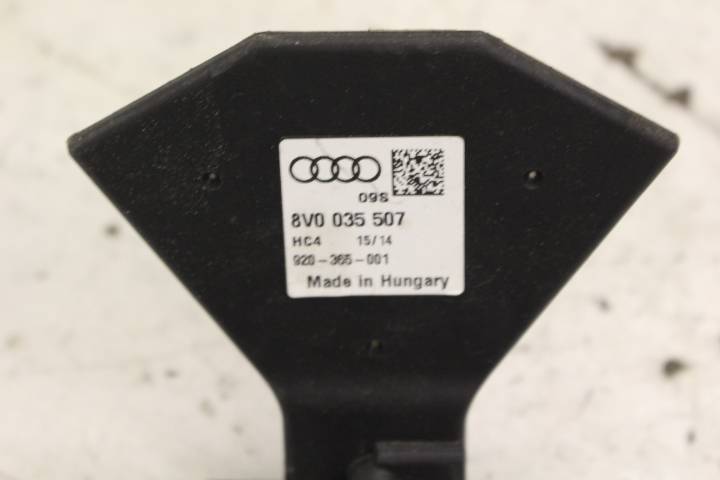 09S
8V0 035 507
HC4 15/14
920-365-001
Made in Hungary